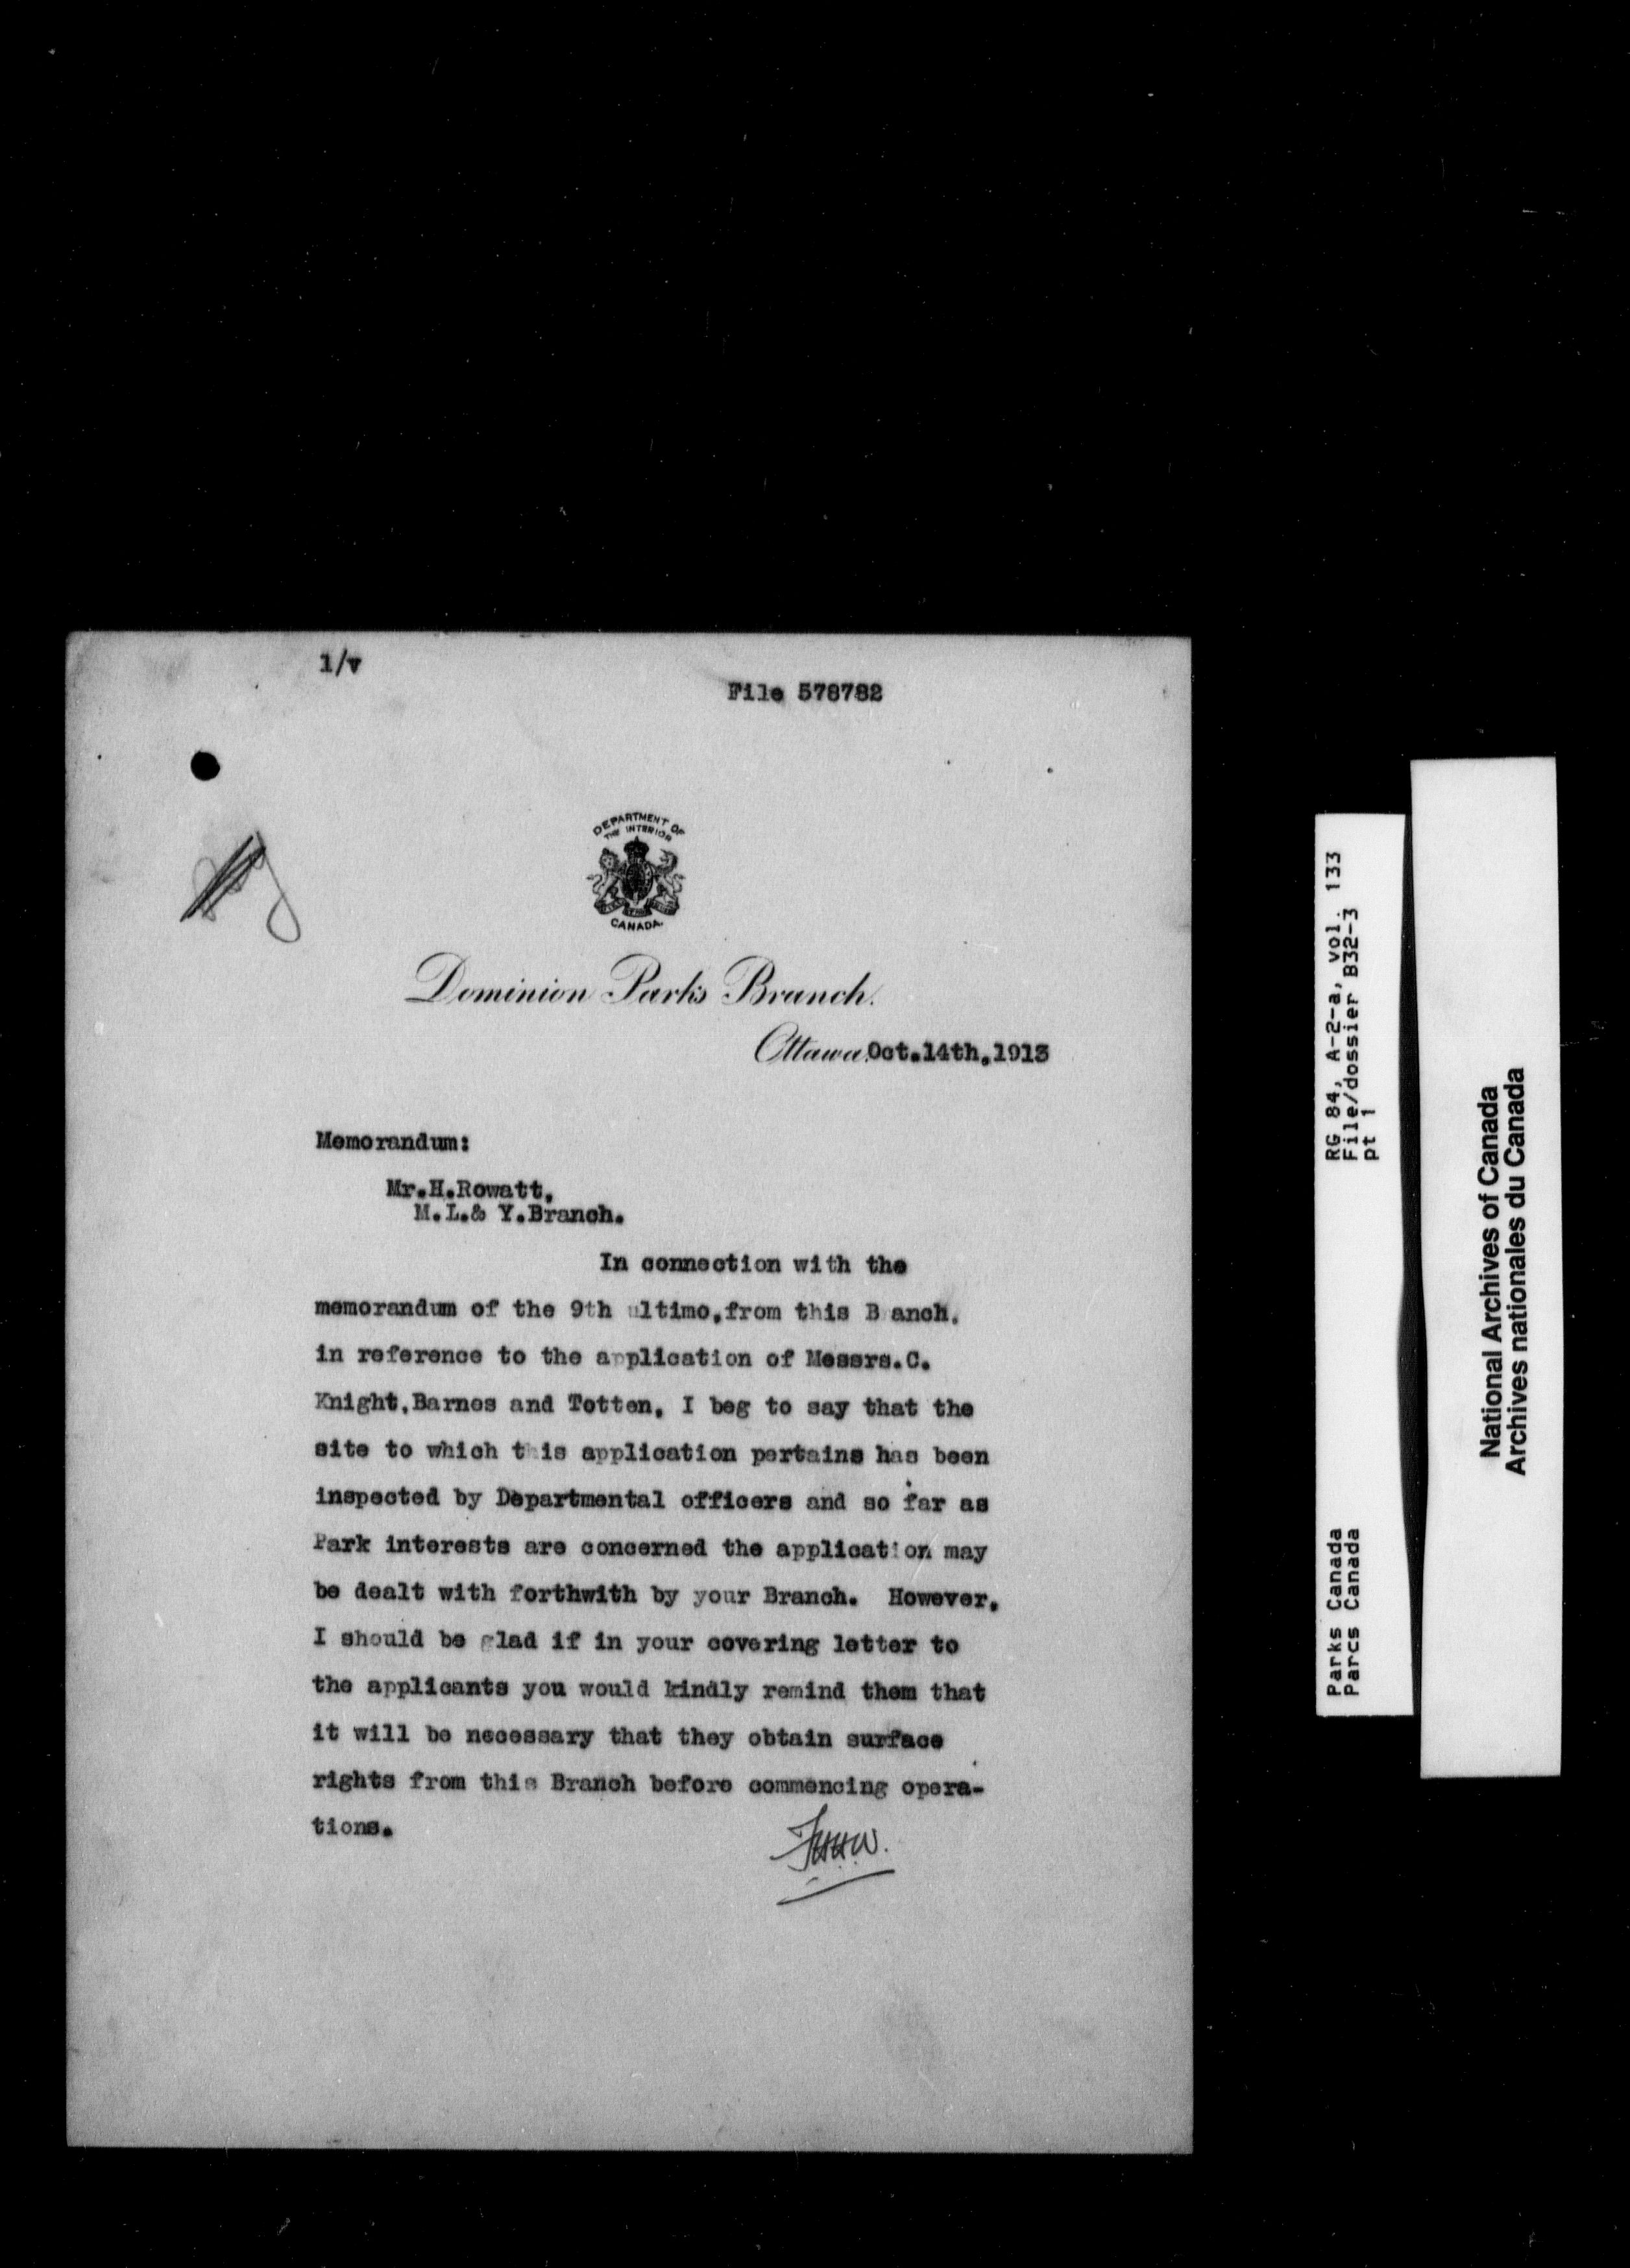 1/v
File 578782
DEPARTMENT OF
THE INTERIOR
CANADA.
Dominion Parks Branch.
Ottawa, Oct.14th,1913
Memorandum:
Mr.H.Rowatt,
M.L.& Y.Branch.
In connection with the
memorandum of the 9th ultimo,from this B anch,
in reference to the application of Messrs.C.
Knight,Barnes and Totten, I beg to say that the
site to which this application pertains has been
inspected by Departmental officers and so far as
Park interests are concerned the application may
be dealt with forthwith by your Branch. However,
I should be glad if in your covering letter to
the applicants you would kindly remind them that
it will be necessary that they obtain surface
rights from this Branch before commencing opera-
tions.
F.H.H.W.
RG 84, A-2-a, vol. 133
File/dossier B32-3
pt 1
Parks Canada
Parcs Canada
National Archives of Canada
Archives nationales du Canada